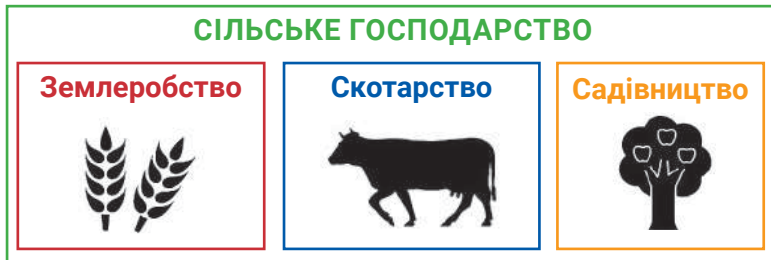 СІЛЬСЬКЕ ГОСПОДАРСТВО
Землеробство
Скотарство
Садівництво